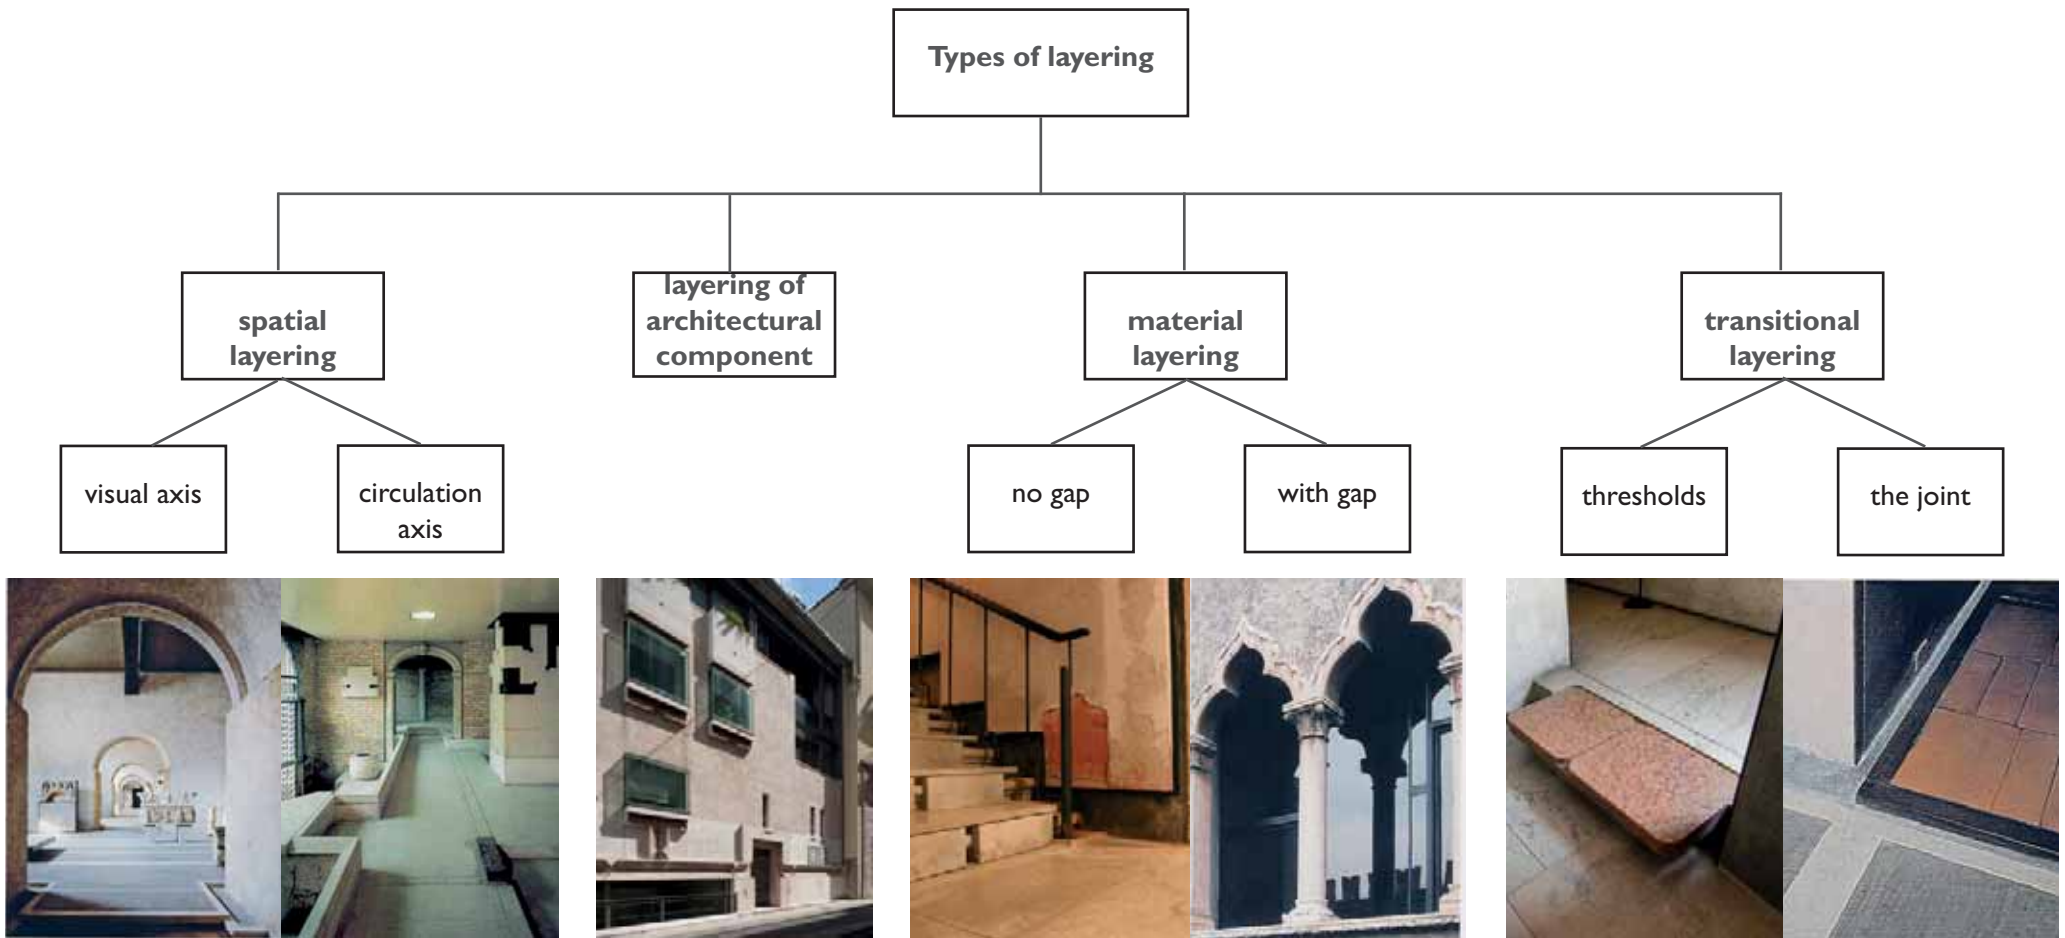 Types of layering
spatial
layering
layering of
architectural
component
material
layering
transitional
layering
visual axis
circulation
axis
no gap
with gap
thresholds
the joint